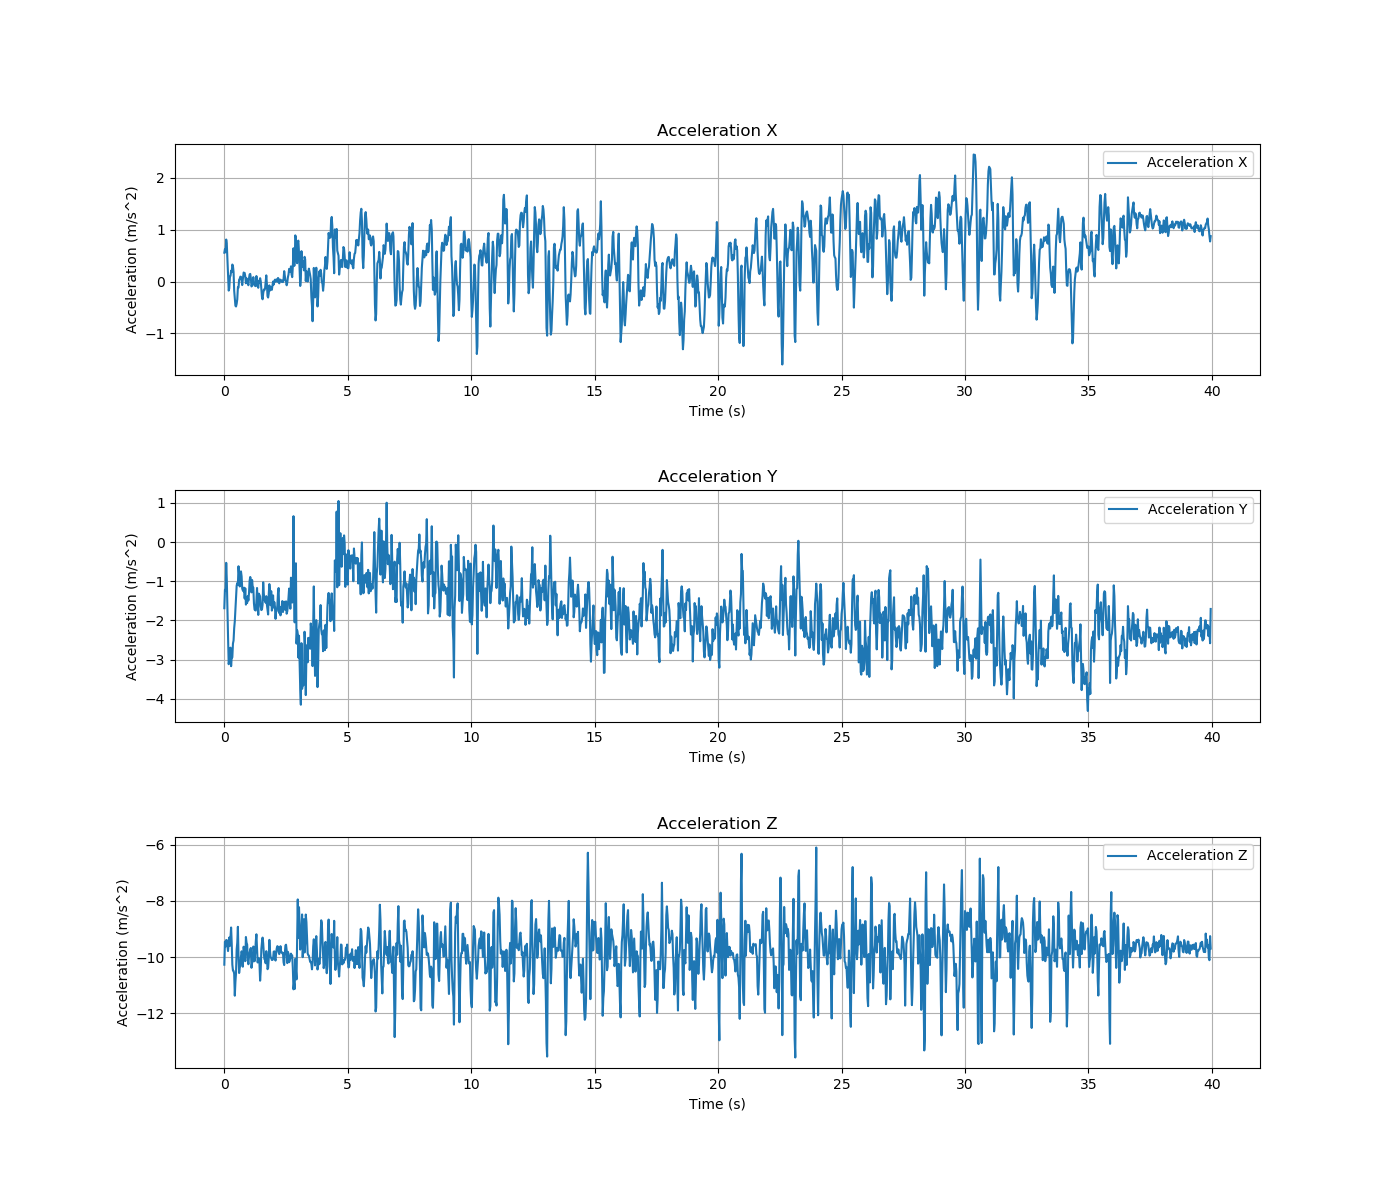 Acceleration X
Acceleration (m/s^2)
2
1
0
−1
Acceleration X
0 5 10 15 20 25 30 35 40
Time (s)
Acceleration Y
Acceleration (m/s^2)
1
0
−1
−2
−3
−4
Acceleration Y
0 5 10 15 20 25 30 35 40
Time (s)
Acceleration Z
Acceleration (m/s^2)
−6
−8
−10
−12
Acceleration Z
0 5 10 15 20 25 30 35 40
Time (s)